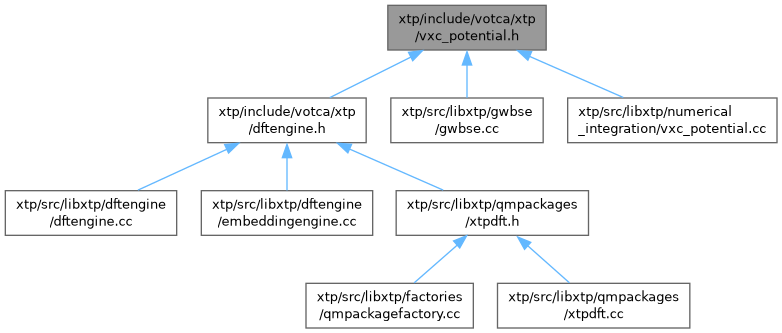 xtp/include/votca/xtp
/vxc_potential.h
xtp/include/votca/xtp
/dftengine.h
xtp/src/libxtp/gwbse
/gwbse.cc
xtp/src/libxtp/numerical
_integration/vxc_potential.cc
xtp/src/libxtp/dftengine
/dftengine.cc
xtp/src/libxtp/dftengine
/embeddingengine.cc
xtp/src/libxtp/qmpackages
/xtpdft.h
xtp/src/libxtp/factories
/qmpackagefactory.cc
xtp/src/libxtp/qmpackages
/xtpdft.cc